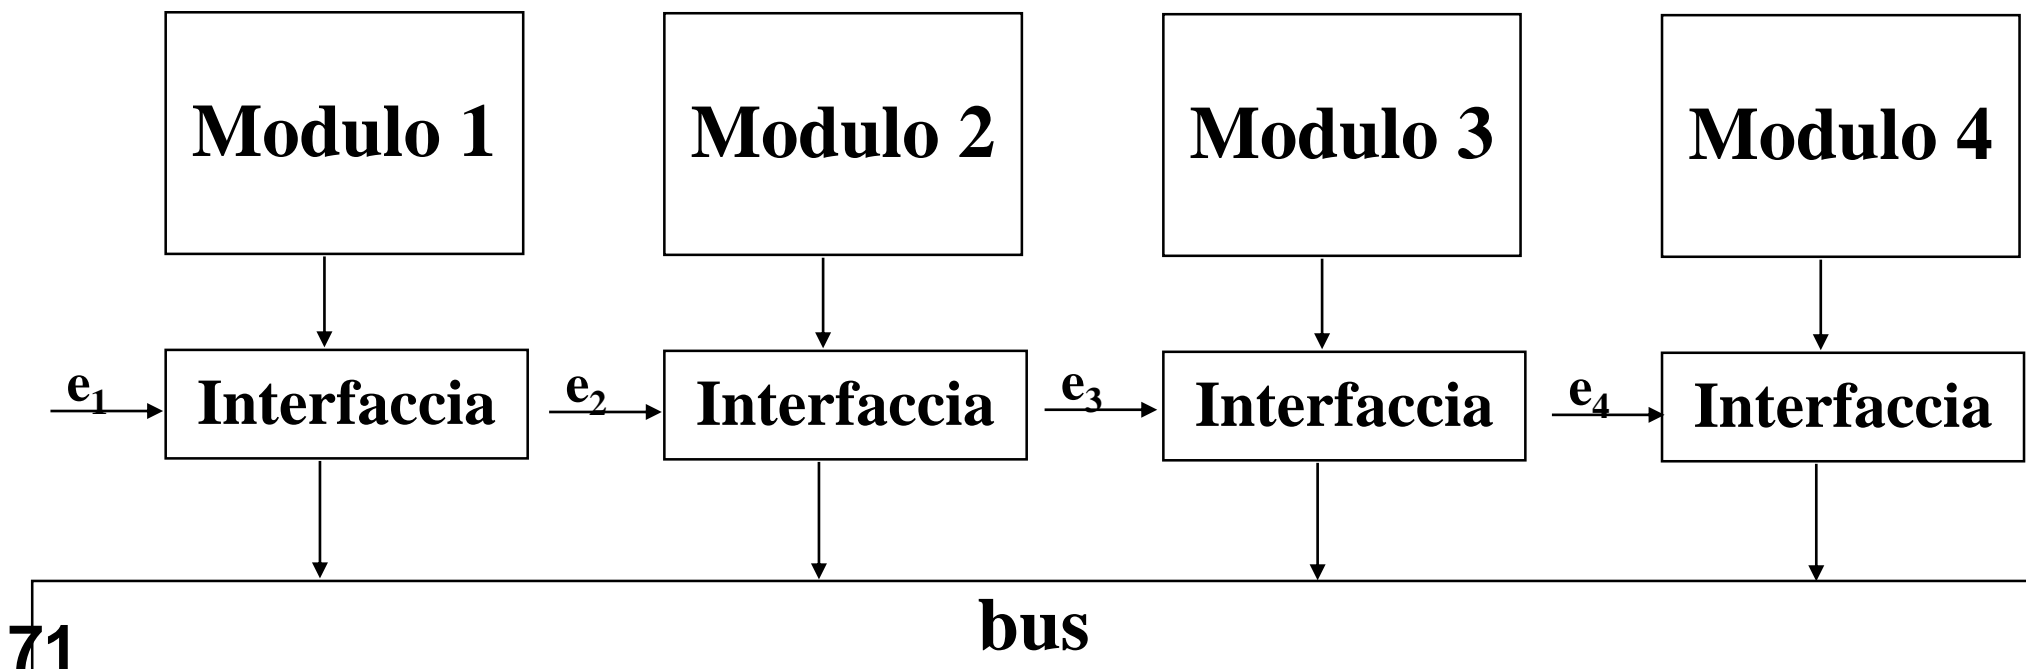 Modulo 1 Modulo 2 Modulo 3 Modulo 4
e₁ Interfaccia e₂ Interfaccia e₃ Interfaccia e₄ Interfaccia
bus
71